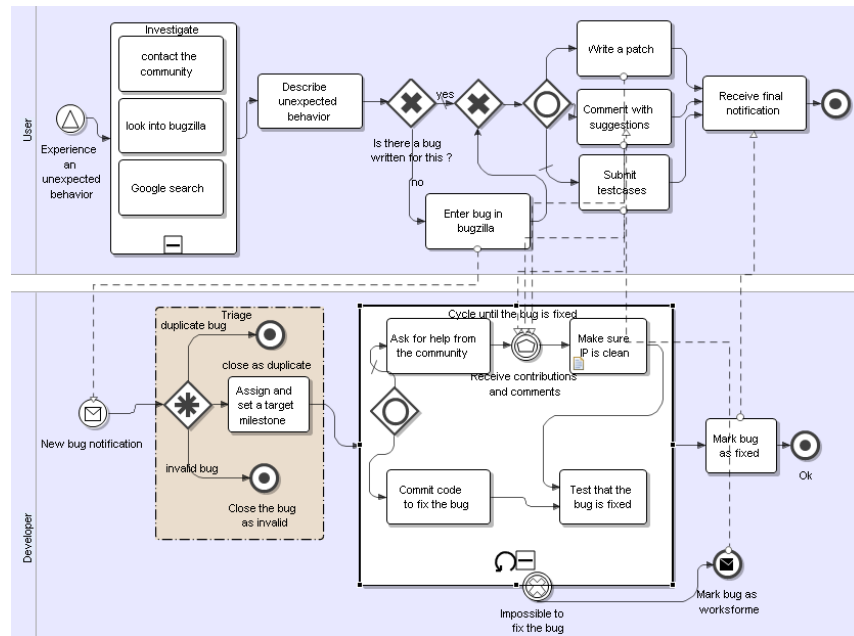 User
Investigate
contact the
community
look into bugzilla
Google search
Experience
an
unexpected
behavior
Describe
unexpected
behavior
yes
Is there a bug
written for this ?
no
Enter bug in
bugzilla
Write a patch
Comment with
suggestions
Submit
testcases
Receive final
notification
Developer
New bug notification
Triage
duplicate bug
close as duplicate
Assign and
set a target
milestone
invalid bug
Close the bug
as invalid
Cycle until the bug is fixed
Ask for help from
the community
Receive contributions
and comments
Make sure
IP is clean
Commit code
to fix the bug
Test that the
bug is fixed
Impossible to
fix the bug
Mark bug
as fixed
Ok
Mark bug as
worksforme